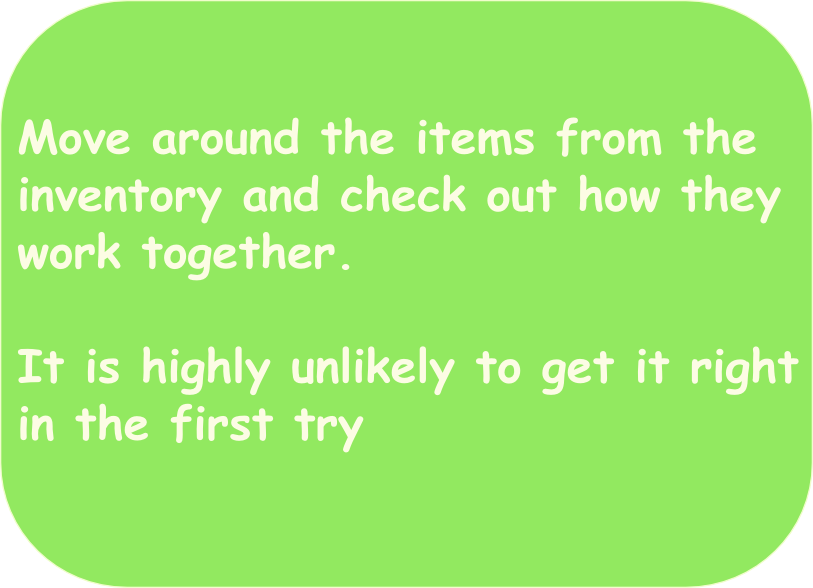 Move around the items from the
inventory and check out how they
work together.
It is highly unlikely to get it right
in the first try